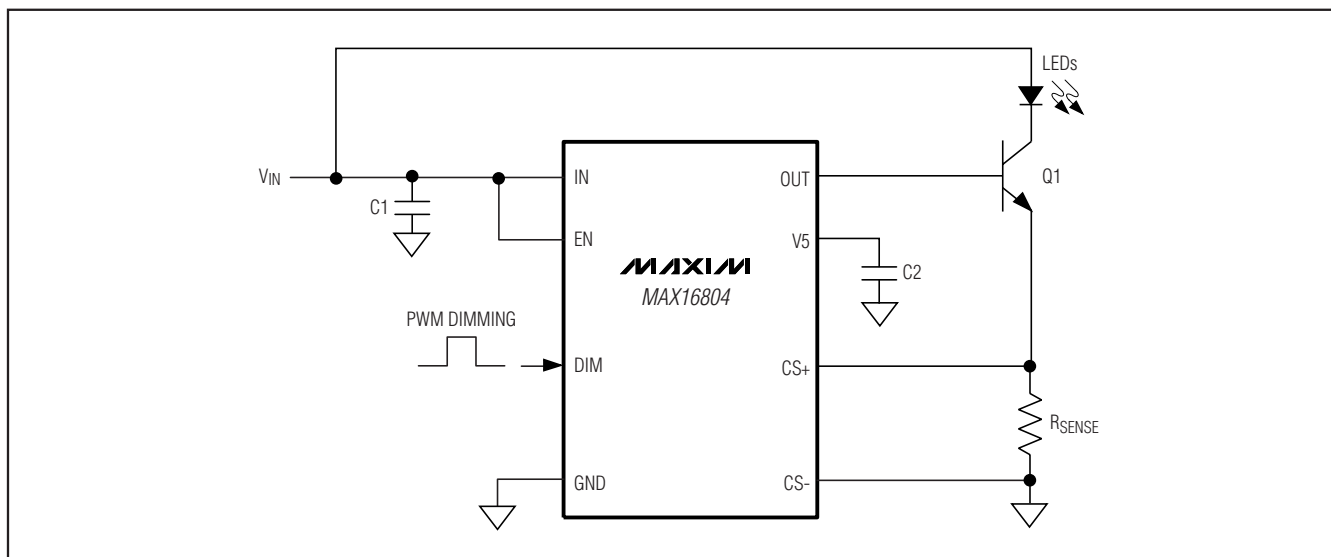 LEDs
VIN
IN
OUT
Q1
C1
EN
V5
C2
MAXIM
MAX16804
PWM DIMMING
DIM
CS+
RSENSE
GND
CS-